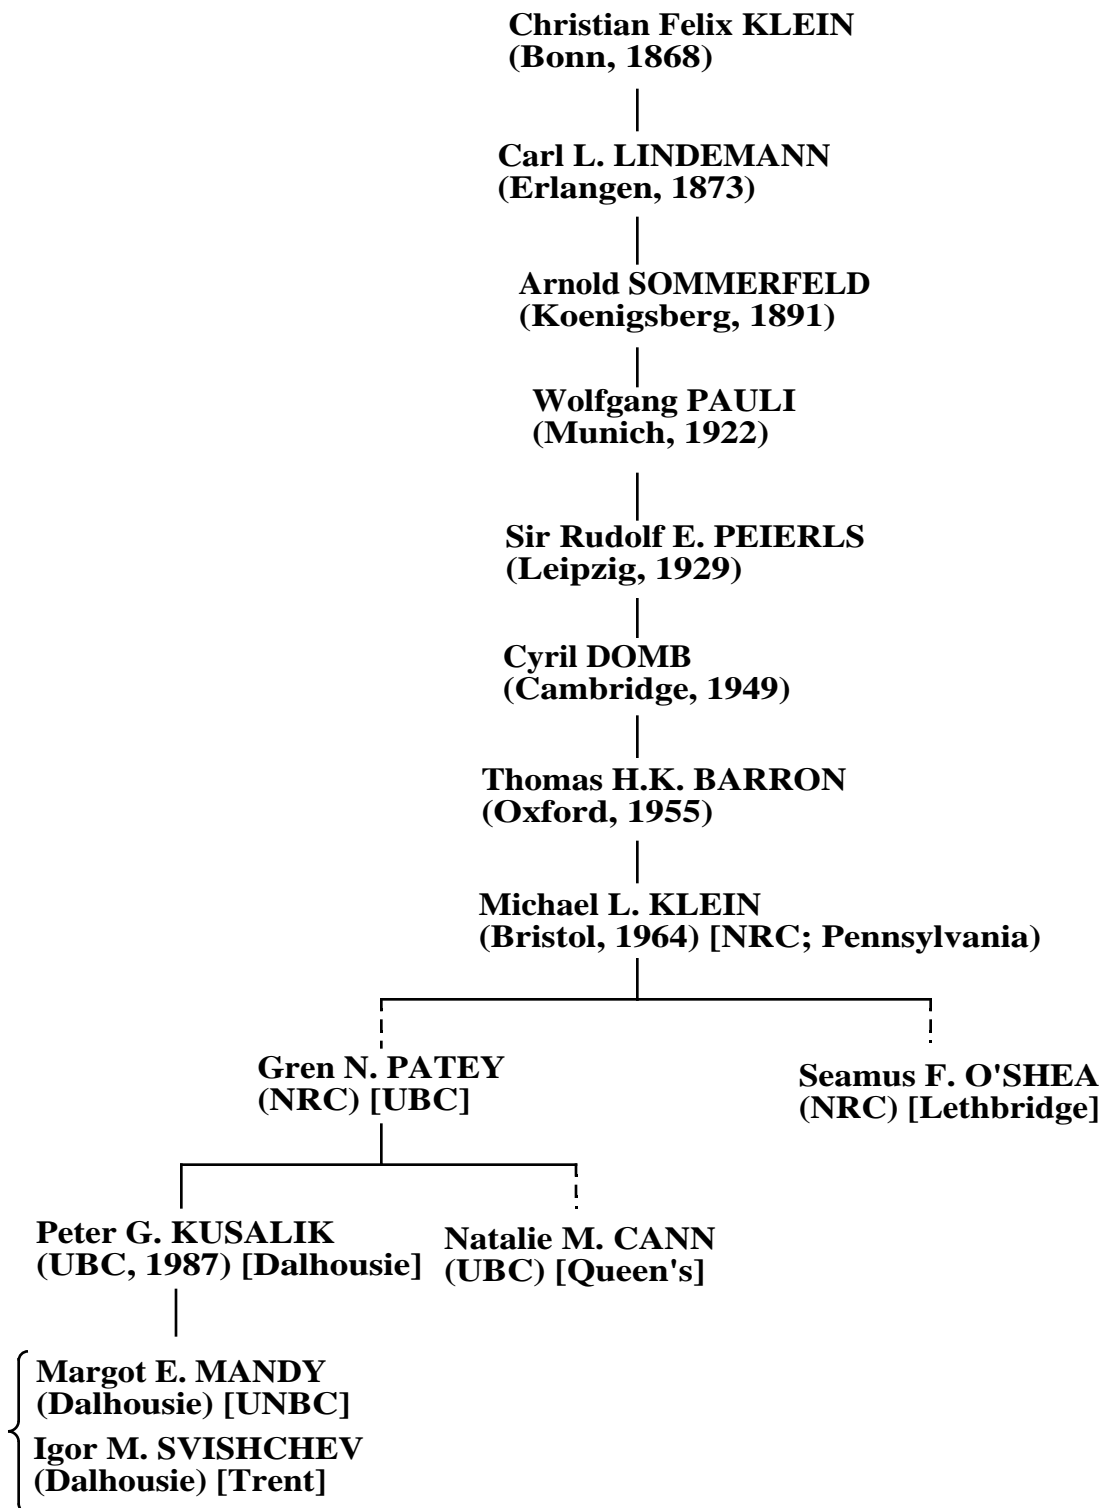 Christian Felix KLEIN
(Bonn, 1868)
Carl L. LINDEMANN
(Erlangen, 1873)
Arnold SOMMERFELD
(Koenigsberg, 1891)
Wolfgang PAULI
(Munich, 1922)
Sir Rudolf E. PEIERLS
(Leipzig, 1929)
Cyril DOMB
(Cambridge, 1949)
Thomas H.K. BARRON
(Oxford, 1955)
Michael L. KLEIN
(Bristol, 1964) [NRC; Pennsylvania)
Gren N. PATEY
(NRC) [UBC]
Seamus F. O'SHEA
(NRC) [Lethbridge]
Peter G. KUSALIK
(UBC, 1987) [Dalhousie]
Natalie M. CANN
(UBC) [Queen's]
Margot E. MANDY
(Dalhousie) [UNBC]
Igor M. SVISHCHEV
(Dalhousie) [Trent]